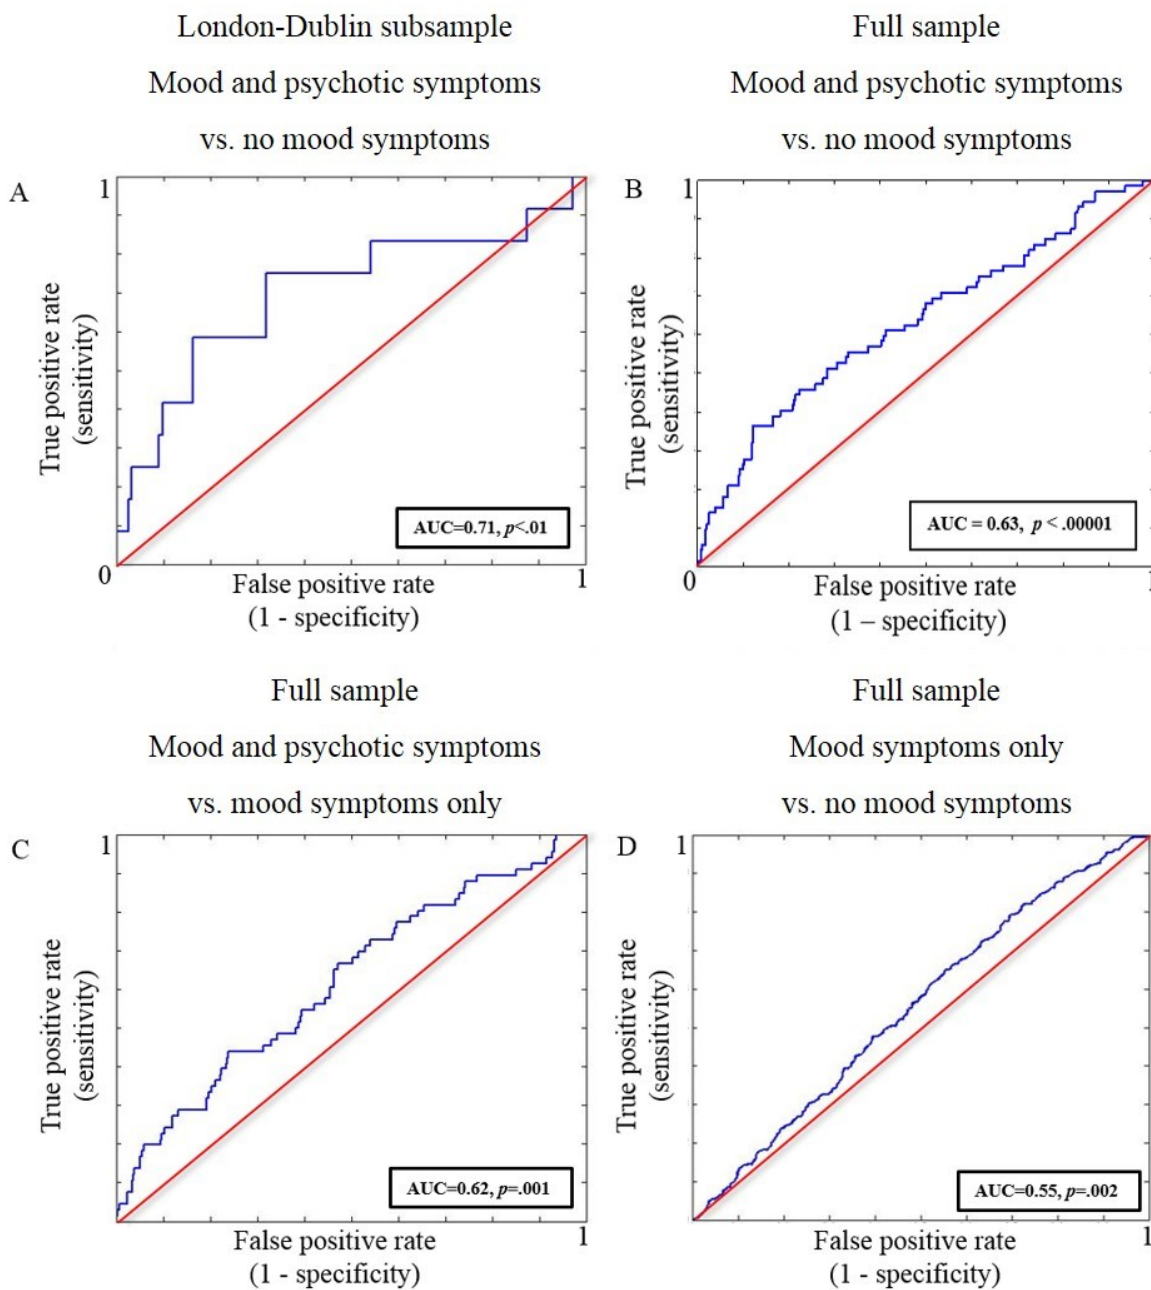 London-Dublin subsample
Mood and psychotic symptoms
vs. no mood symptoms
A
1
True positive rate
(sensitivity)
AUC=0.71, p<.01
0
1
False positive rate
(1 - specificity)
Full sample
Mood and psychotic symptoms
vs. no mood symptoms
B
1
True positive rate
(sensitivity)
AUC = 0.63, p < .00001
0
1
False positive rate
(1 – specificity)
Full sample
Mood and psychotic symptoms
vs. mood symptoms only
C
1
True positive rate
(sensitivity)
AUC=0.62, p=.001
1
False positive rate
(1 - specificity)
Full sample
Mood symptoms only
vs. no mood symptoms
D
1
True positive rate
(sensitivity)
AUC=0.55, p=.002
1
False positive rate
(1 - specificity)